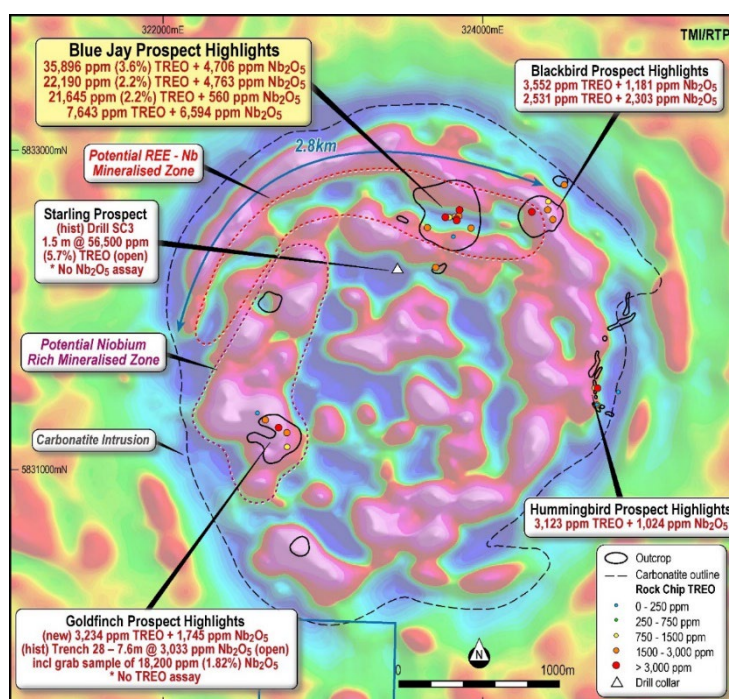 322000mE
324000mE
TMI/RTP
Blue Jay Prospect Highlights
35,896 ppm (3.6%) TREO + 4,706 ppm Nb₂O₅
22,190 ppm (2.2%) TREO + 4,763 ppm Nb₂O₅
21,645 ppm (2.2%) TREO + 560 ppm Nb₂O₅
7,643 ppm TREO + 6,594 ppm Nb₂O₅
Blackbird Prospect Highlights
3,552 ppm TREO + 1,181 ppm Nb₂O₅
2,531 ppm TREO + 2,303 ppm Nb₂O₅
5833000mN
2.8km
Potential REE - Nb
Mineralised Zone
Starling Prospect
(hist) Drill SC3
1.5 m @ 56,500 ppm
(5.7%) TREO (open)
* No Nb₂O₅ assay
Potential Niobium
Rich Mineralised Zone
Carbonatite Intrusion
5831000mN
Hummingbird Prospect Highlights
3,123 ppm TREO + 1,024 ppm Nb₂O₅
Goldfinch Prospect Highlights
(new) 3,234 ppm TREO + 1,745 ppm Nb₂O₅
(hist) Trench 28 – 7.6m @ 3,033 ppm Nb₂O₅ (open)
incl grab sample of 18,200 ppm (1.82%) Nb₂O₅
* No TREO assay
N
0
1000m
Outcrop
Carbonatite outline
Rock Chip TREO
0 - 250 ppm
250 - 750 ppm
750 - 1500 ppm
1500 - 3,000 ppm
> 3,000 ppm
Drill collar